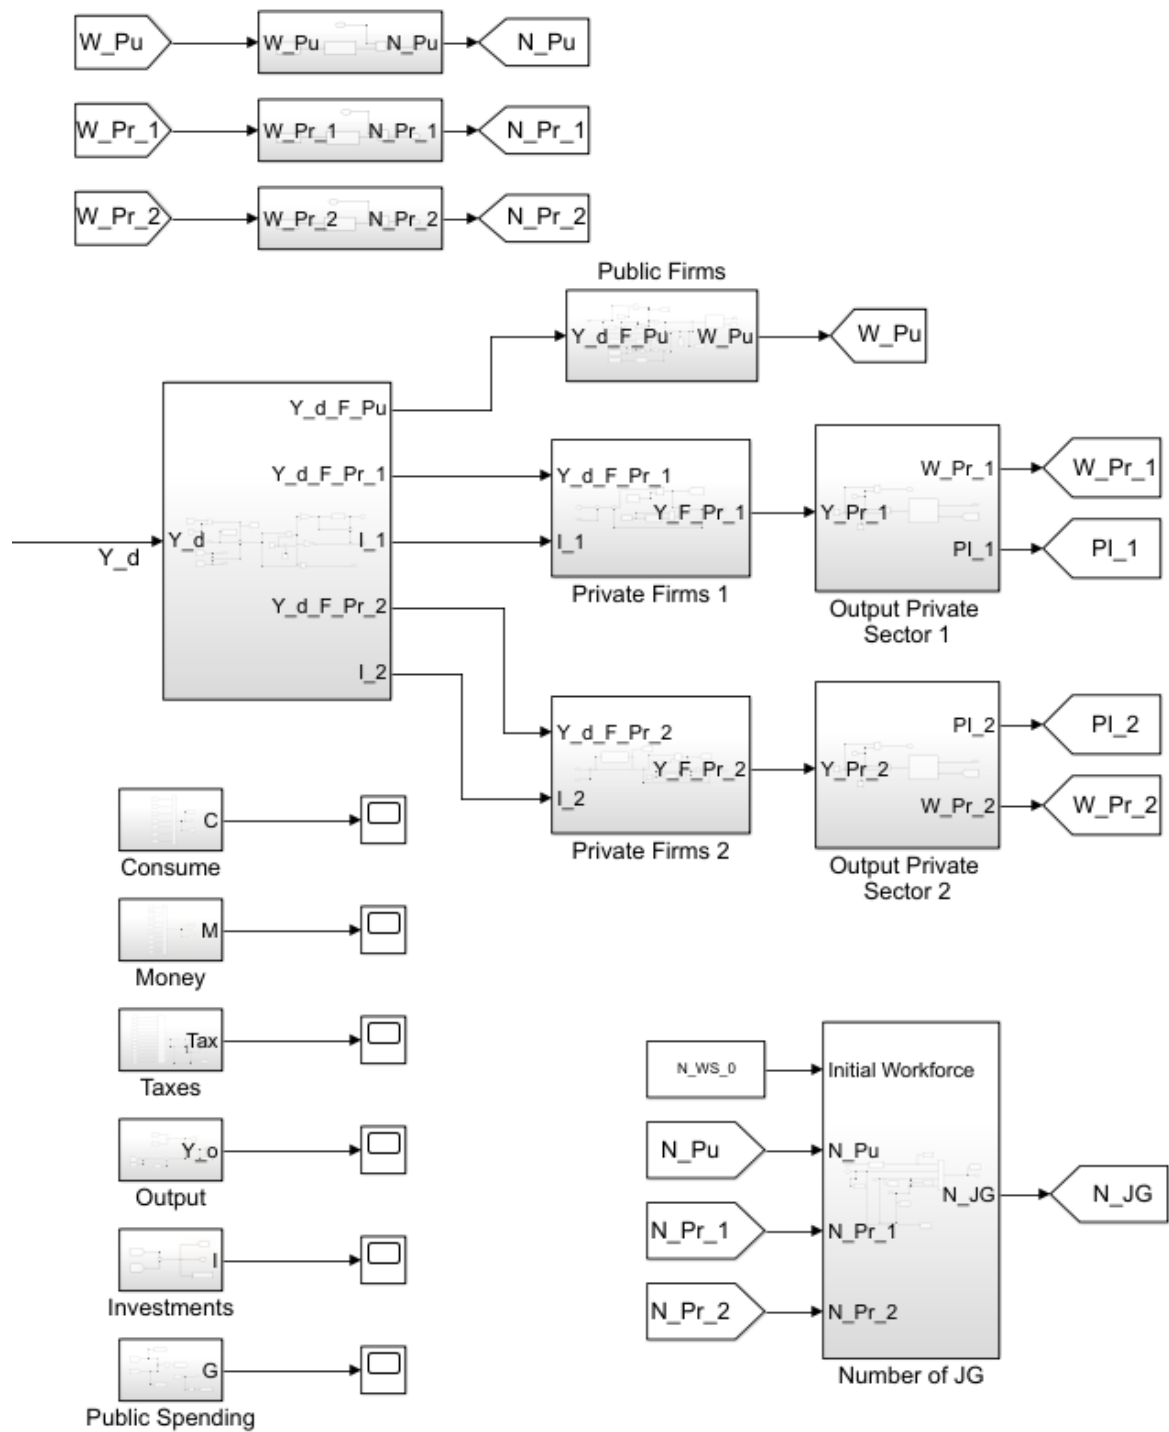 W_Pu
W_Pu
N_Pu
N_Pu
W_Pr_1
W_Pr_1
N_Pr_1
N_Pr_1
W_Pr_2
W_Pr_2
N_Pr_2
N_Pr_2
Public Firms
Y_d_F_Pu
W_Pu
W_Pu
Y_d
Y_d
Y_d_F_Pu
Y_d_F_Pr_1
I_1
Y_d_F_Pr_2
I_2
Y_d_F_Pr_1
I_1
Y_F_Pr_1
Private Firms 1
Y_Pr_1
W_Pr_1
PI_1
Output Private
Sector 1
W_Pr_1
PI_1
Y_d_F_Pr_2
I_2
Y_F_Pr_2
Private Firms 2
Y_Pr_2
PI_2
W_Pr_2
Output Private
Sector 2
PI_2
W_Pr_2
C
Consume
M
Money
Tax
Taxes
Y_o
Output
I
Investments
G
Public Spending
N_WS_0
Initial Workforce
N_Pu
N_Pu
N_Pr_1
N_Pr_1
N_Pr_2
N_Pr_2
N_JG
N_JG
Number of JG